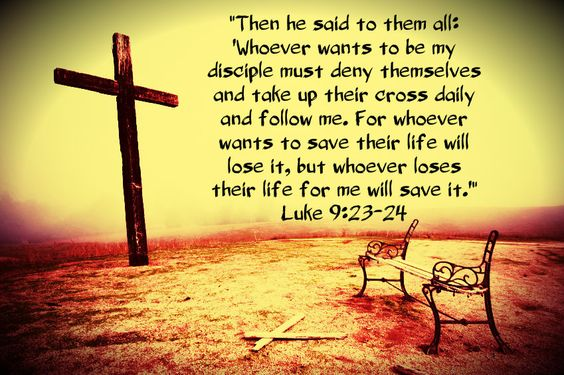 "Then he said to them all:
'Whoever wants to be my
disciple must deny themselves
and take up their cross daily
and follow me. For whoever
wants to save their life will
lose it, but whoever loses
their life for me will save it.'"
Luke 9:23-24